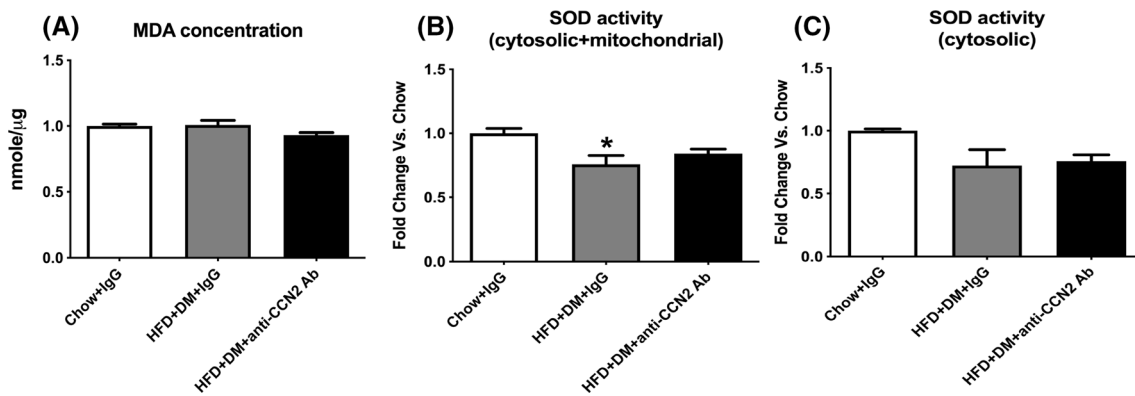 (A)
MDA concentration
nmole/µg
1.5
1.0
0.5
0.0
Chow+IgG
HFD+DM+IgG
HFD+DM+anti-CCN2 Ab
(B)
SOD activity
(cytosolic+mitochondrial)
Fold Change Vs. Chow
1.5
1.0
0.5
0.0
*
Chow+IgG
HFD+DM+IgG
HFD+DM+anti-CCN2 Ab
(C)
SOD activity
(cytosolic)
Fold Change Vs. Chow
1.5
1.0
0.5
0.0
Chow+IgG
HFD+DM+IgG
HFD+DM+anti-CCN2 Ab